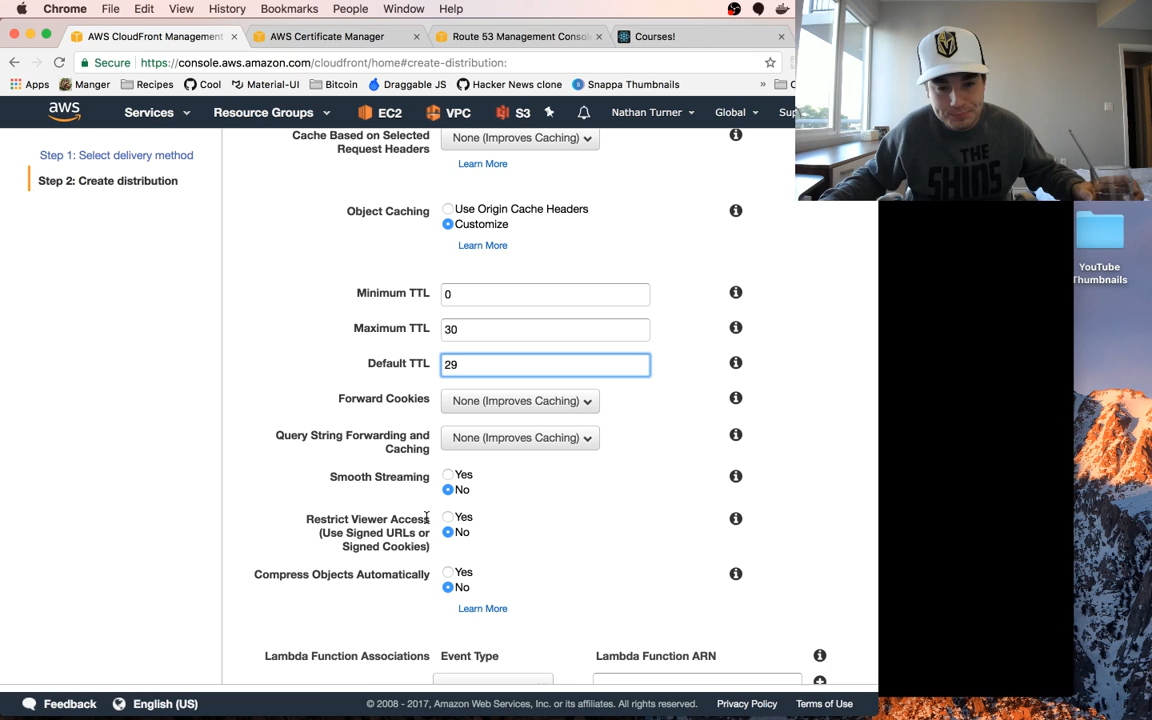 Chrome File Edit View History Bookmarks People Window Help
AWS CloudFront Management
AWS Certificate Manager
Route 53 Management Conso
Courses!
Secure https://console.aws.amazon.com/cloudfront/home#create-distribution:
Apps Manger Recipes Cool Material-UI Bitcoin Draggable JS Hacker News clone Snappa Thumbnails »
aws Services Resource Groups EC2 VPC S3 Nathan Turner Global Sup
Step 1: Select delivery method
Step 2: Create distribution
Cache Based on Selected
Request Headers
None (Improves Caching)
Learn More
Object Caching
Use Origin Cache Headers
Customize
Learn More
Minimum TTL 0
Maximum TTL 30
Default TTL 29
Forward Cookies None (Improves Caching)
Query String Forwarding and
Caching
None (Improves Caching)
Smooth Streaming
Yes
No
Restrict Viewer Access
(Use Signed URLs or
Signed Cookies)
Yes
No
Compress Objects Automatically
Yes
No
Learn More
Lambda Function Associations Event Type Lambda Function ARN
Feedback English (US) © 2008 - 2017, Amazon Web Services, Inc. or its affiliates. All rights reserved. Privacy Policy Terms of Use
THE
SHINS
YouTube
Thumbnails